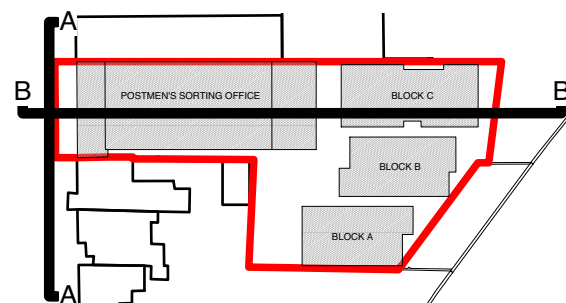 A
B
POSTMEN'S SORTING OFFICE
BLOCK C
B
BLOCK B
BLOCK A
A